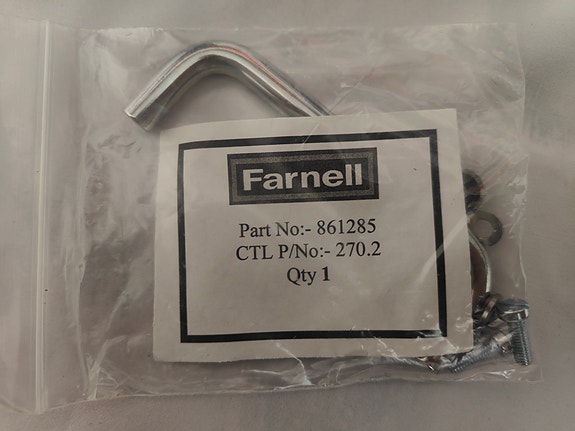 Farnell
Part No:- 861285
CTL P/No:- 270.2
Qty 1